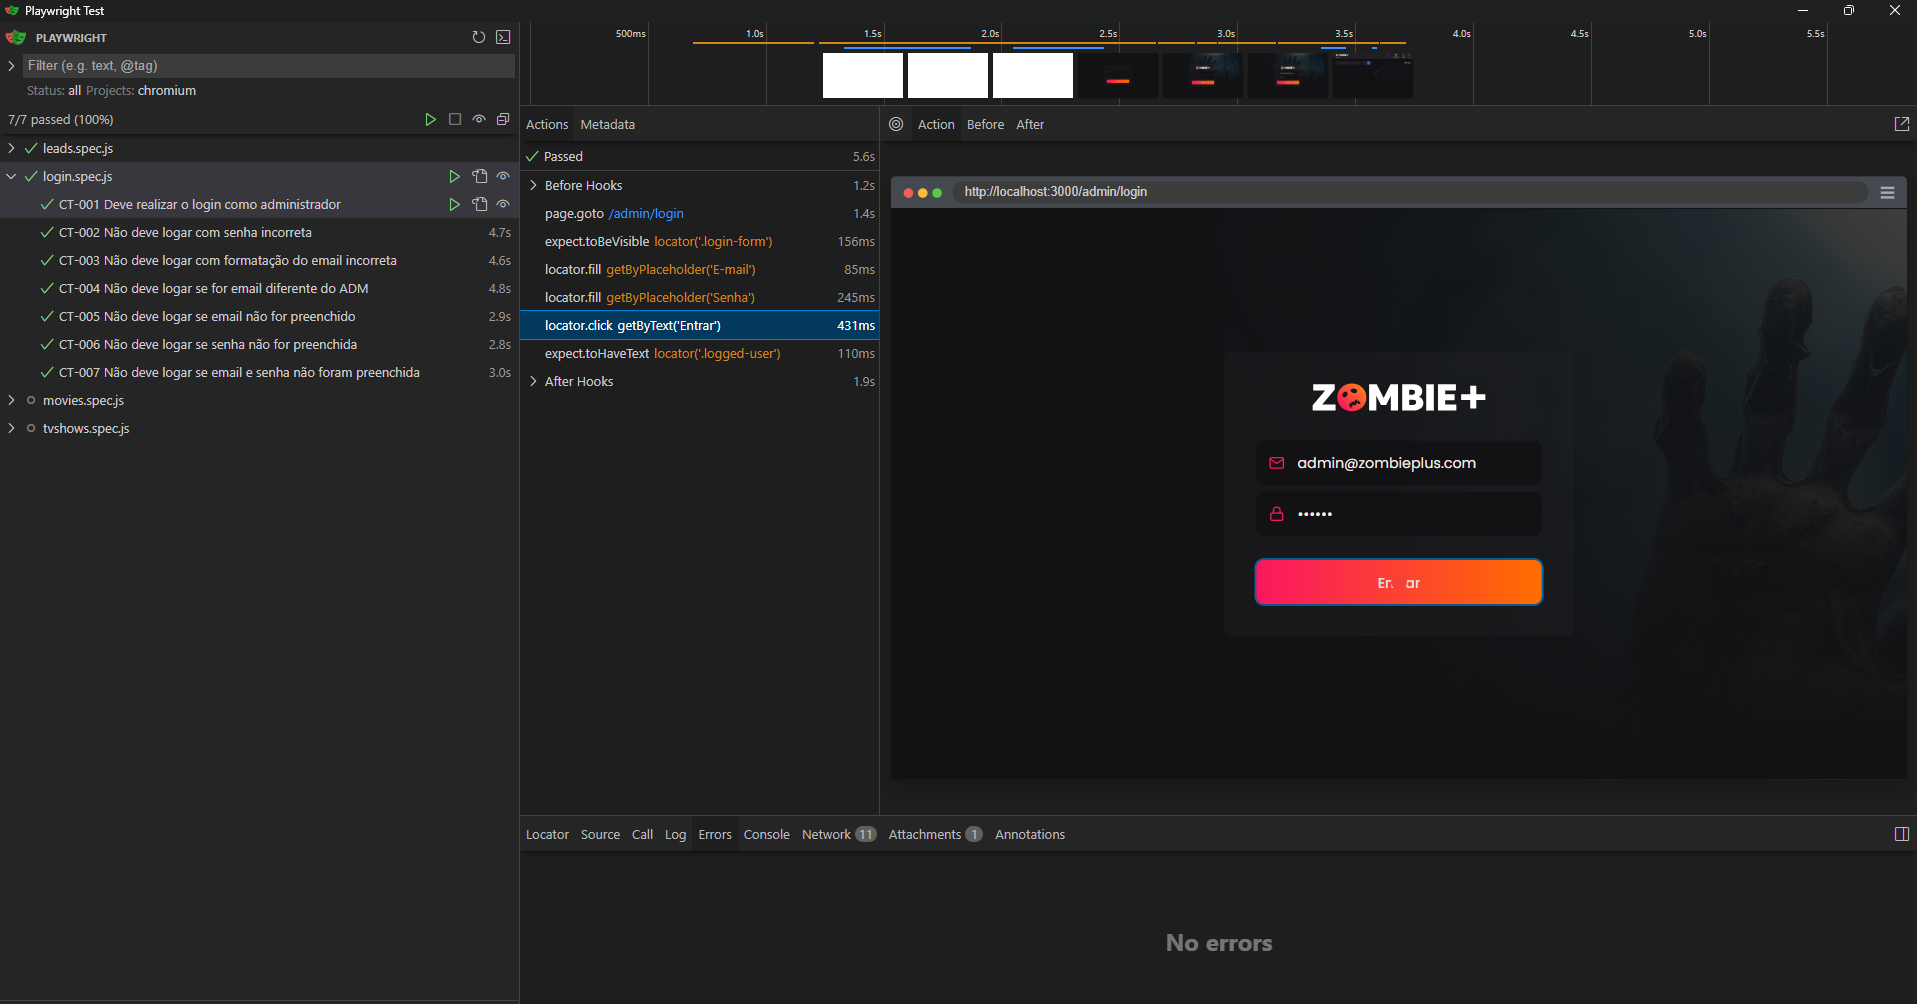 Playwright Test
PLAYWRIGHT
Filter (e.g. text, @tag)
Status: all Projects: chromium
7/7 passed (100%)
leads.spec.js
login.spec.js
CT-001 Deve realizar o login como administrador
CT-002 Não deve logar com senha incorreta 4.7s
CT-003 Não deve logar com formatação do email incorreta 4.6s
CT-004 Não deve logar se for email diferente do ADM 4.8s
CT-005 Não deve logar se email não for preenchido 2.9s
CT-006 Não deve logar se senha não for preenchida 2.8s
CT-007 Não deve logar se email e senha não foram preenchida 3.0s
movies.spec.js
tvshows.spec.js
500ms 1.0s 1.5s 2.0s 2.5s 3.0s 3.5s 4.0s 4.5s 5.0s 5.5s
Actions Metadata
Passed 5.6s
Before Hooks 1.2s
page.goto /admin/login 1.4s
expect.toBeVisible locator('.login-form') 156ms
locator.fill getByPlaceholder('E-mail') 85ms
locator.fill getByPlaceholder('Senha') 245ms
locator.click getByText('Entrar') 431ms
expect.toHaveText locator('.logged-user') 110ms
After Hooks 1.9s
Action Before After
http://localhost:3000/admin/login
ZOMBIE+
admin@zombieplus.com
••••••
Locator Source Call Log Errors Console Network 11 Attachments 1 Annotations
No errors